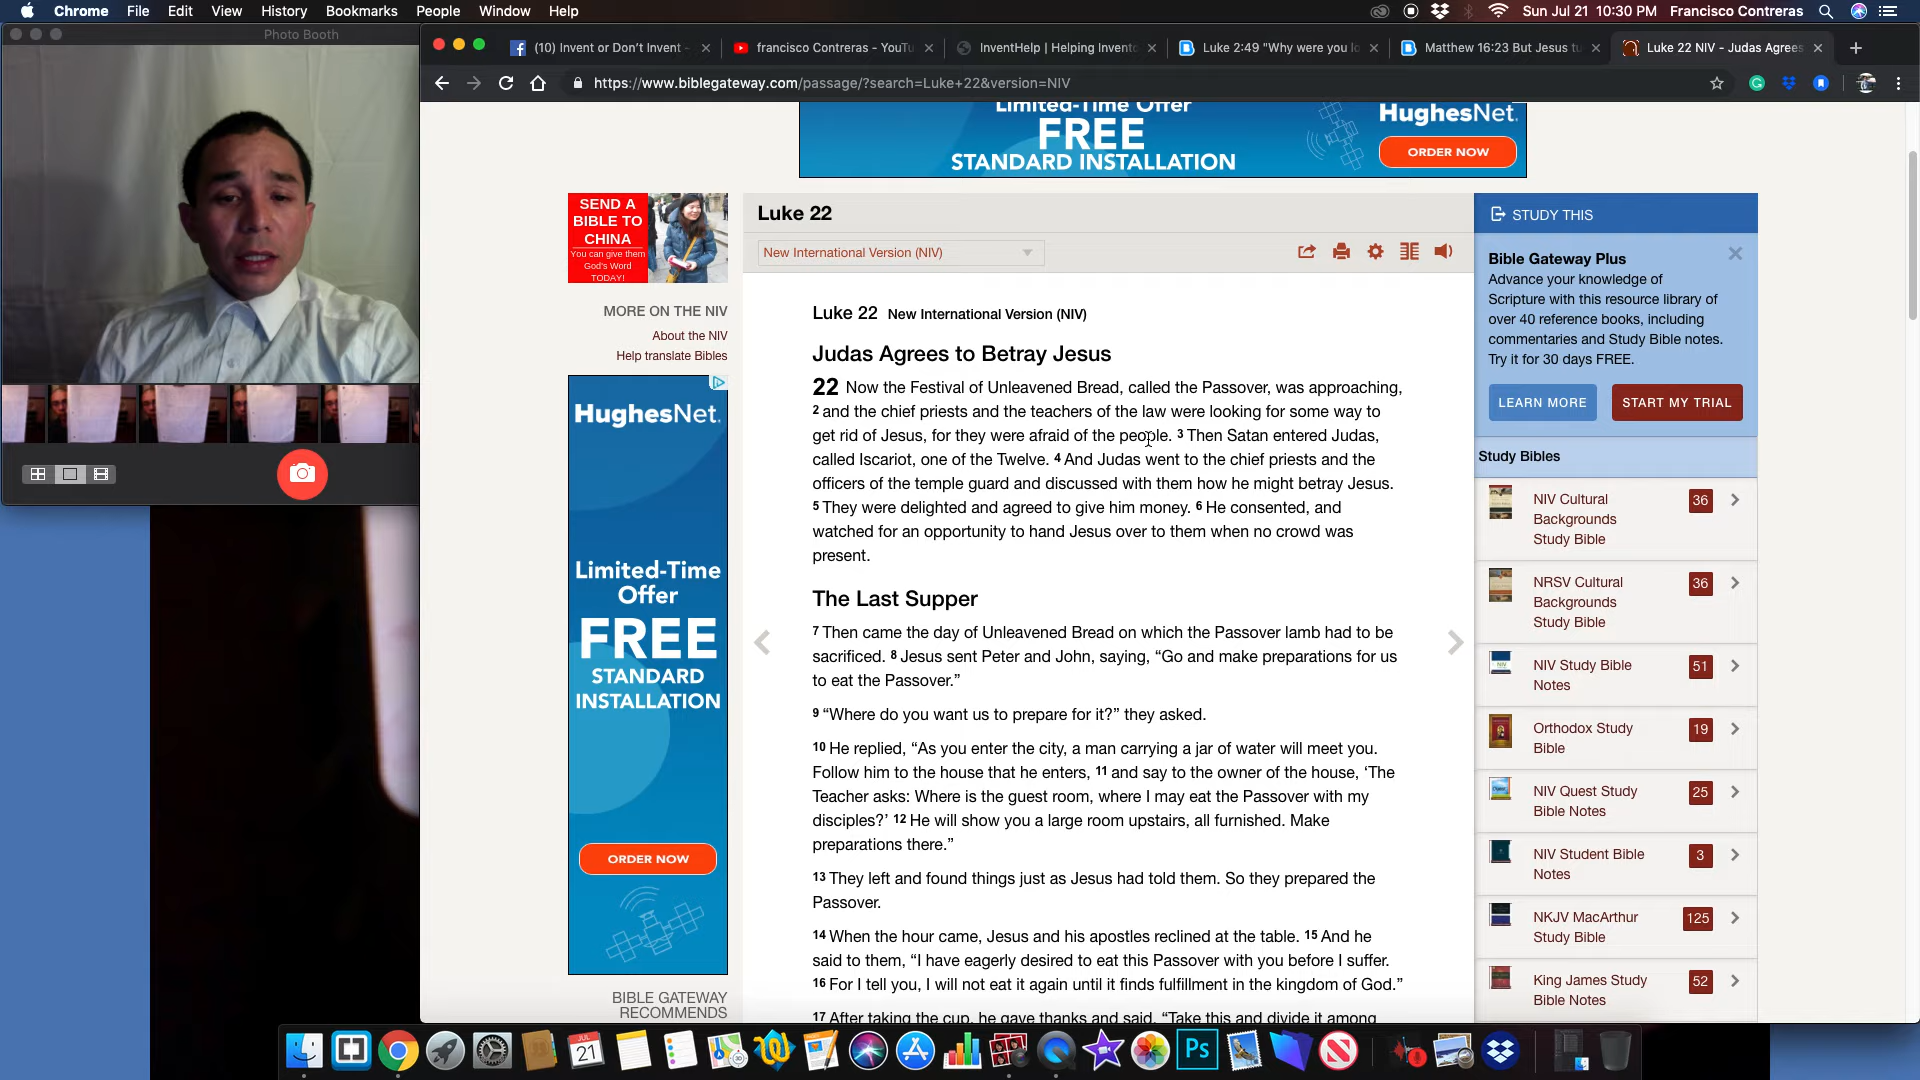 Chrome File Edit View History Bookmarks People Window Help
Sun Jul 21 10:30 PM Francisco Contreras
Photo Booth
(10) Invent or Don't Invent -
francisco Contreras - YouTu
InventHelp | Helping Invento
Luke 2:49 "Why were you lo
Matthew 16:23 But Jesus tu
Luke 22 NIV - Judas Agrees
https://www.biblegateway.com/passage/?search=Luke+22&version=NIV
Limited-Time Offer
FREE
STANDARD INSTALLATION
HughesNet.
ORDER NOW
SEND A
BIBLE TO
CHINA
You can give them
God's Word
TODAY!
MORE ON THE NIV
About the NIV
Help translate Bibles
HughesNet.
Limited-Time
Offer
FREE
STANDARD
INSTALLATION
ORDER NOW
BIBLE GATEWAY
RECOMMENDS
Luke 22
New International Version (NIV)
Luke 22 New International Version (NIV)
Judas Agrees to Betray Jesus
22 Now the Festival of Unleavened Bread, called the Passover, was approaching,
2 and the chief priests and the teachers of the law were looking for some way to
get rid of Jesus, for they were afraid of the people. 3 Then Satan entered Judas,
called Iscariot, one of the Twelve. 4 And Judas went to the chief priests and the
officers of the temple guard and discussed with them how he might betray Jesus.
5 They were delighted and agreed to give him money. 6 He consented, and
watched for an opportunity to hand Jesus over to them when no crowd was
present.
The Last Supper
7 Then came the day of Unleavened Bread on which the Passover lamb had to be
sacrificed. 8 Jesus sent Peter and John, saying, “Go and make preparations for us
to eat the Passover.”
9 “Where do you want us to prepare for it?” they asked.
10 He replied, “As you enter the city, a man carrying a jar of water will meet you.
Follow him to the house that he enters, 11 and say to the owner of the house, ‘The
Teacher asks: Where is the guest room, where I may eat the Passover with my
disciples?’ 12 He will show you a large room upstairs, all furnished. Make
preparations there.”
13 They left and found things just as Jesus had told them. So they prepared the
Passover.
14 When the hour came, Jesus and his apostles reclined at the table. 15 And he
said to them, “I have eagerly desired to eat this Passover with you before I suffer.
16 For I tell you, I will not eat it again until it finds fulfillment in the kingdom of God.”
17 After taking the cup, he gave thanks and said, “Take this and divide it among
STUDY THIS
Bible Gateway Plus
Advance your knowledge of
Scripture with this resource library of
over 40 reference books, including
commentaries and Study Bible notes.
Try it for 30 days FREE.
LEARN MORE
START MY TRIAL
Study Bibles
NIV Cultural
Backgrounds
Study Bible
36
NRSV Cultural
Backgrounds
Study Bible
36
NIV Study Bible
Notes
51
Orthodox Study
Bible
19
NIV Quest Study
Bible Notes
25
NIV Student Bible
Notes
3
NKJV MacArthur
Study Bible
125
King James Study
Bible Notes
52
JUL
21
Ps